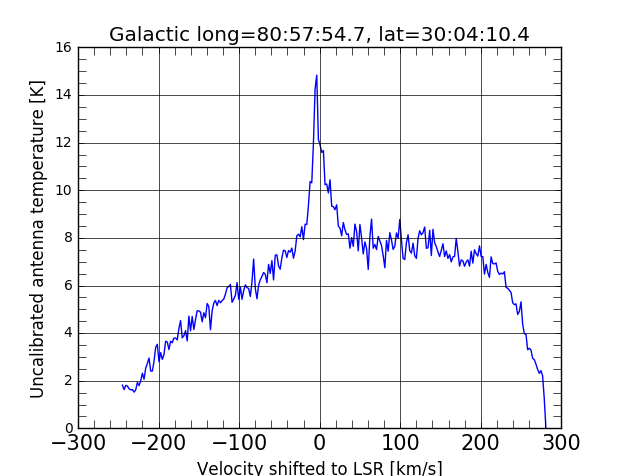 Galactic long=80:57:54.7, lat=30:04:10.4
Uncalibrated antenna temperature [K]
16
14
12
10
8
6
4
2
0
−300 −200 −100 0 100 200 300
Velocity shifted to LSR [km/s]